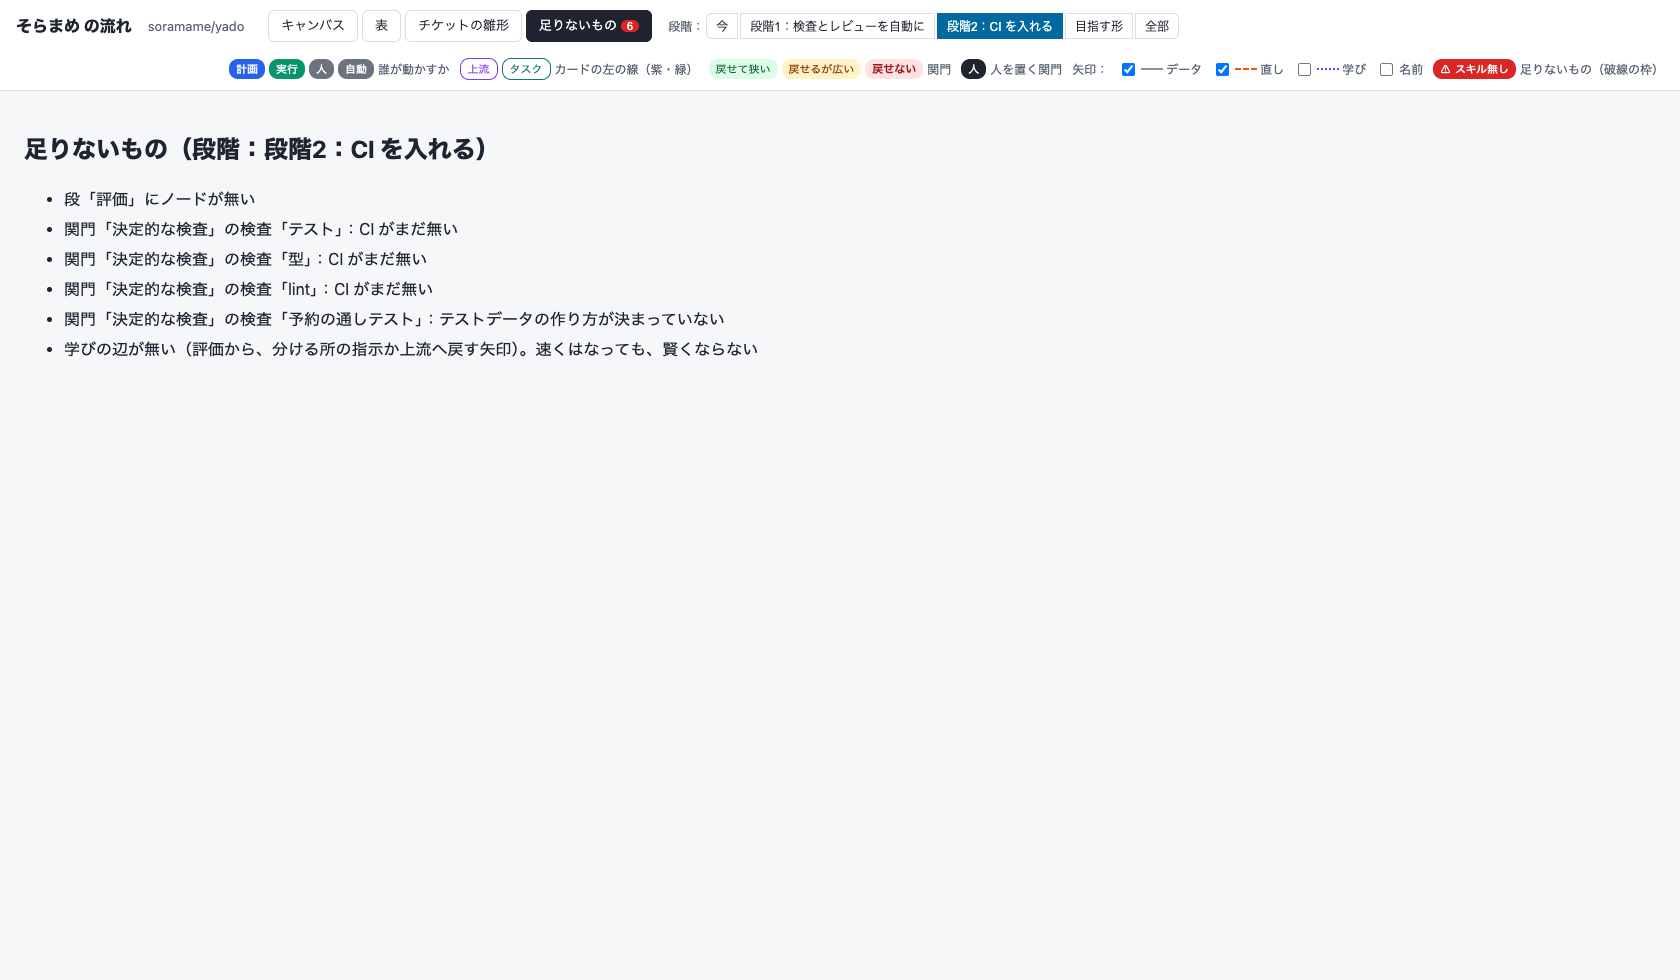 そらまめ の流れ soramame/yado キャンバス 表 チケットの雛形 足りないもの 6 段階: 今 段階1:検査とレビューを自動に 段階2:CI を入れる 目指す形 全部
計画 実行 人 自動 誰が動かすか 上流 タスク カードの左の線(紫・緑) 戻せて狭い 戻せるが広い 戻せない 関門 人 人を置く関門 矢印: データ 直し 学び 名前 ⚠ スキル無し 足りないもの(破線の枠)
足りないもの(段階:段階2:CI を入れる)
• 段「評価」にノードが無い
• 関門「決定的な検査」の検査「テスト」:CI がまだ無い
• 関門「決定的な検査」の検査「型」:CI がまだ無い
• 関門「決定的な検査」の検査「lint」:CI がまだ無い
• 関門「決定的な検査」の検査「予約の通しテスト」:テストデータの作り方が決まっていない
• 学びの辺が無い(評価から、分ける所の指示か上流へ戻す矢印)。速くはなっても、賢くならない